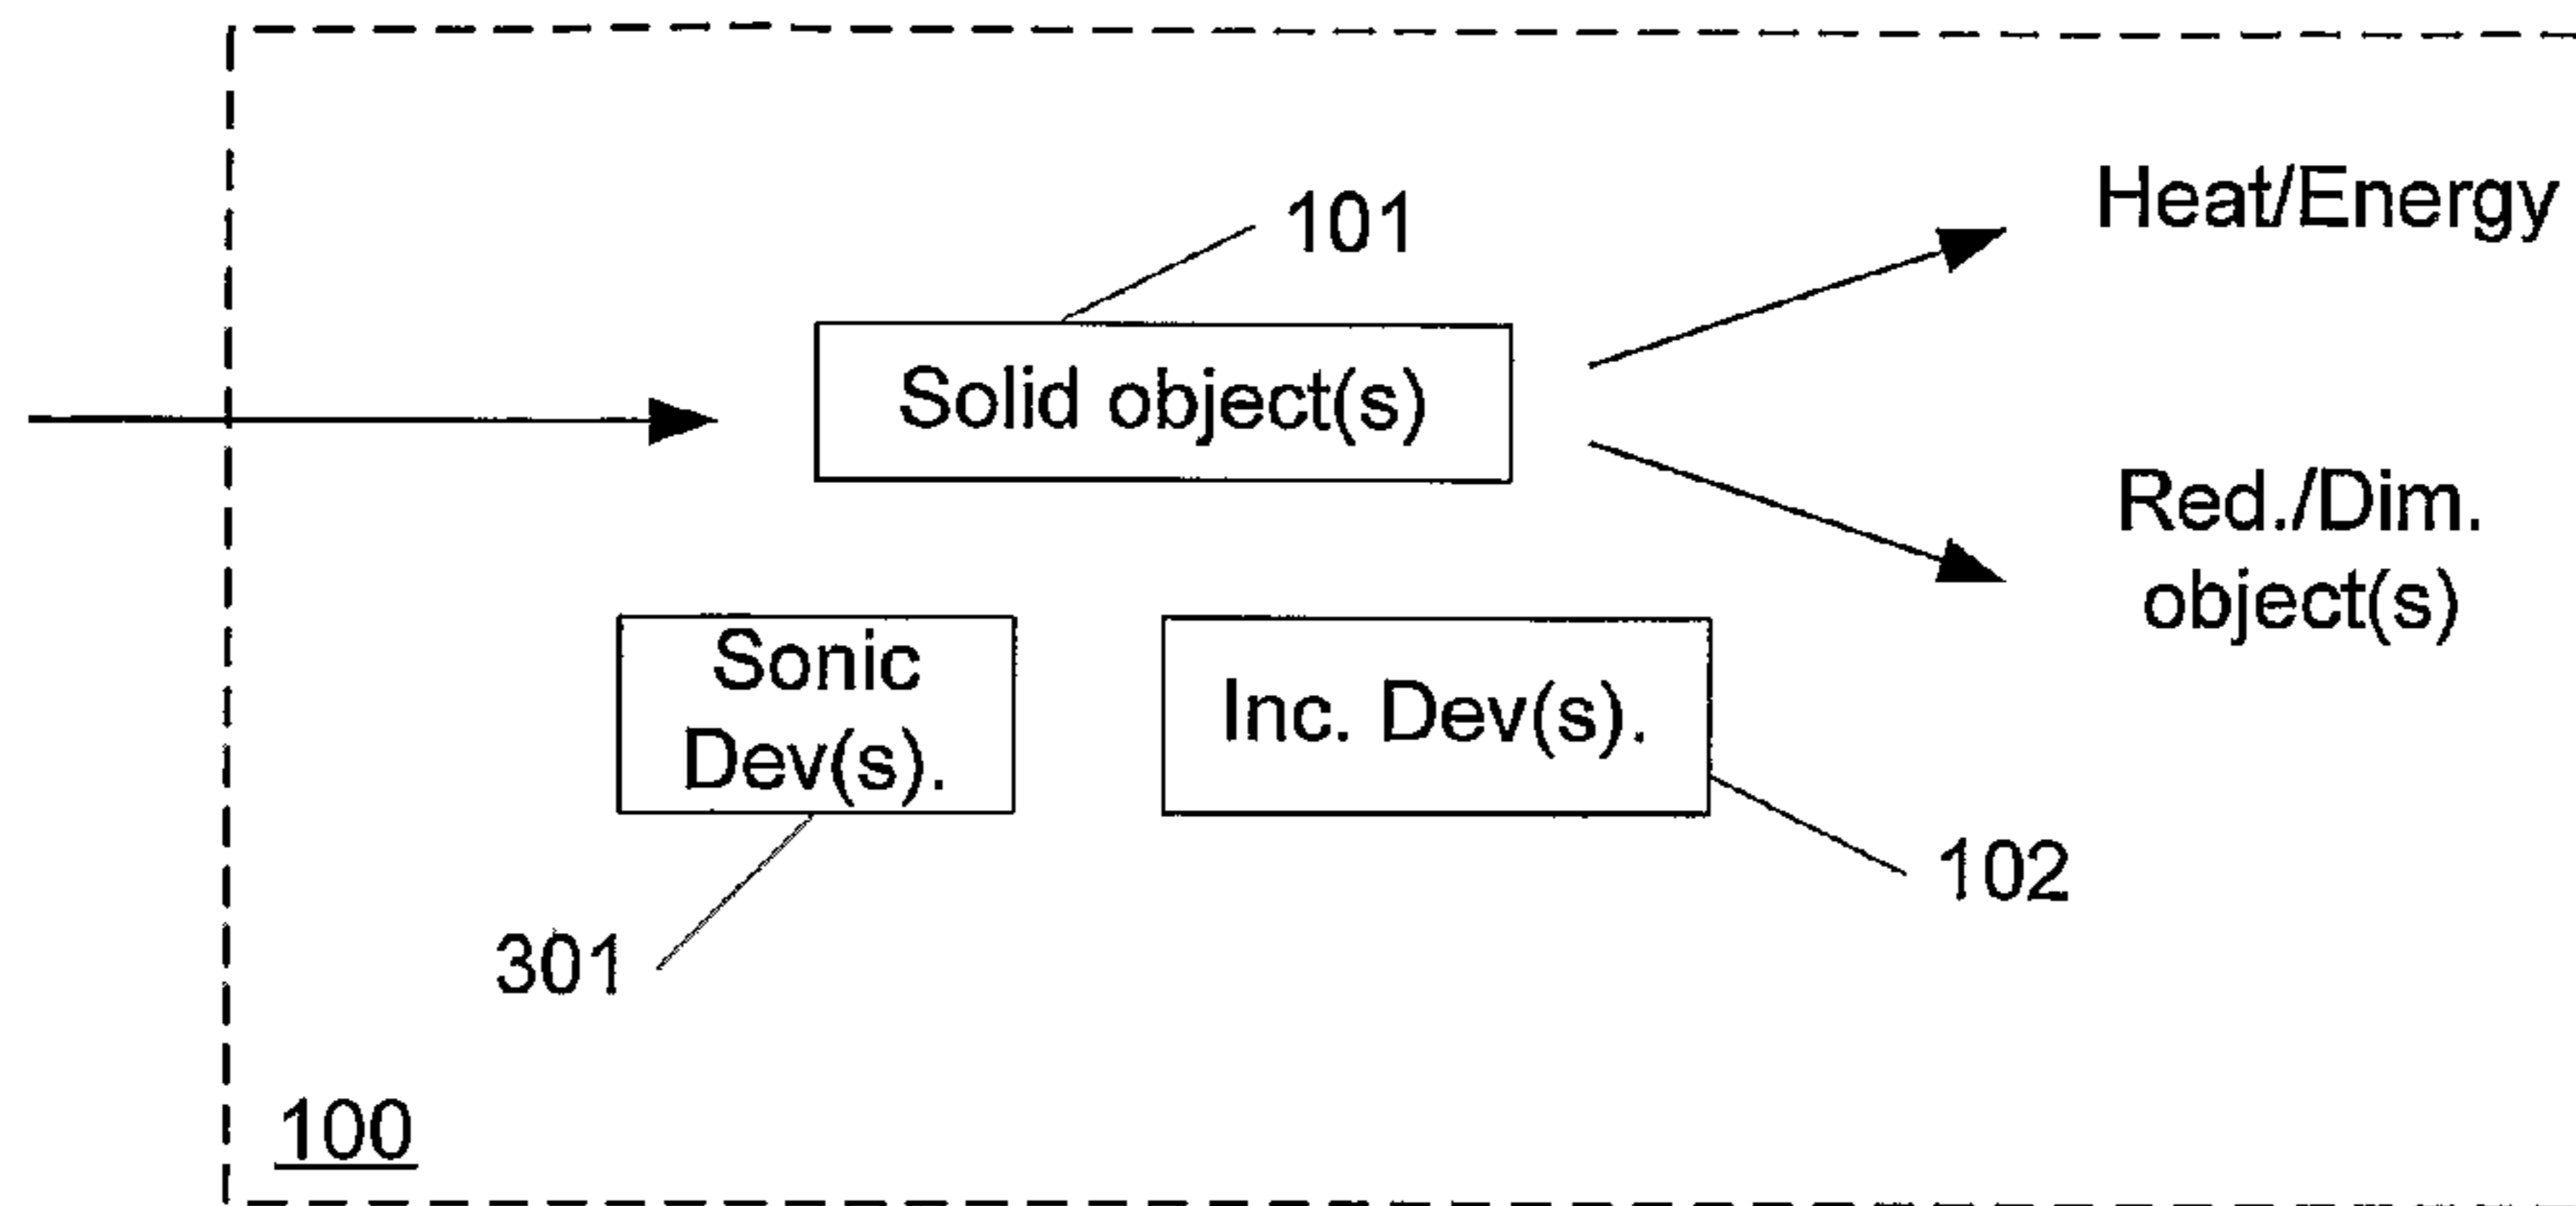 Heat/Energy
101
Solid object(s)
Red./Dim.
object(s)
Sonic
Dev(s).
Inc. Dev(s).
102
301
100